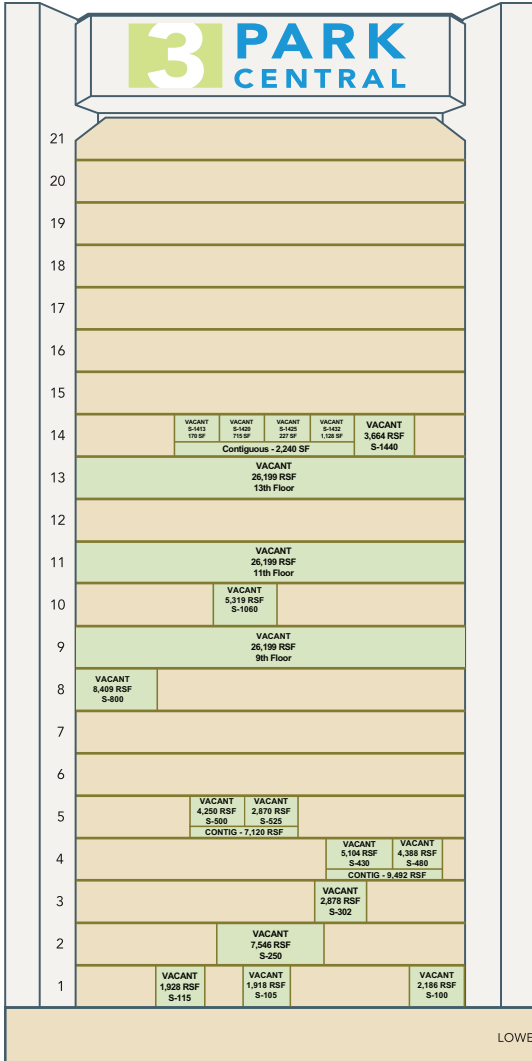 3 PARK
CENTRAL
21
20
19
18
17
16
15
14
VACANT
S-1413
170 SF
VACANT
S-1420
715 SF
VACANT
S-1425
227 SF
VACANT
S-1432
1,128 SF
Contiguous - 2,240 SF
VACANT
3,664 RSF
S-1440
13
VACANT
26,199 RSF
13th Floor
12
11
VACANT
26,199 RSF
11th Floor
10
VACANT
5,319 RSF
S-1060
9
VACANT
26,199 RSF
9th Floor
8
VACANT
8,409 RSF
S-800
7
6
5
VACANT
4,250 RSF
S-500
VACANT
2,870 RSF
S-525
CONTIG - 7,120 RSF
4
VACANT
5,104 RSF
S-430
VACANT
4,388 RSF
S-480
CONTIG - 9,492 RSF
3
VACANT
2,878 RSF
S-302
2
VACANT
7,546 RSF
S-250
1
VACANT
1,928 RSF
S-115
VACANT
1,918 RSF
S-105
VACANT
2,186 RSF
S-100
LOWE